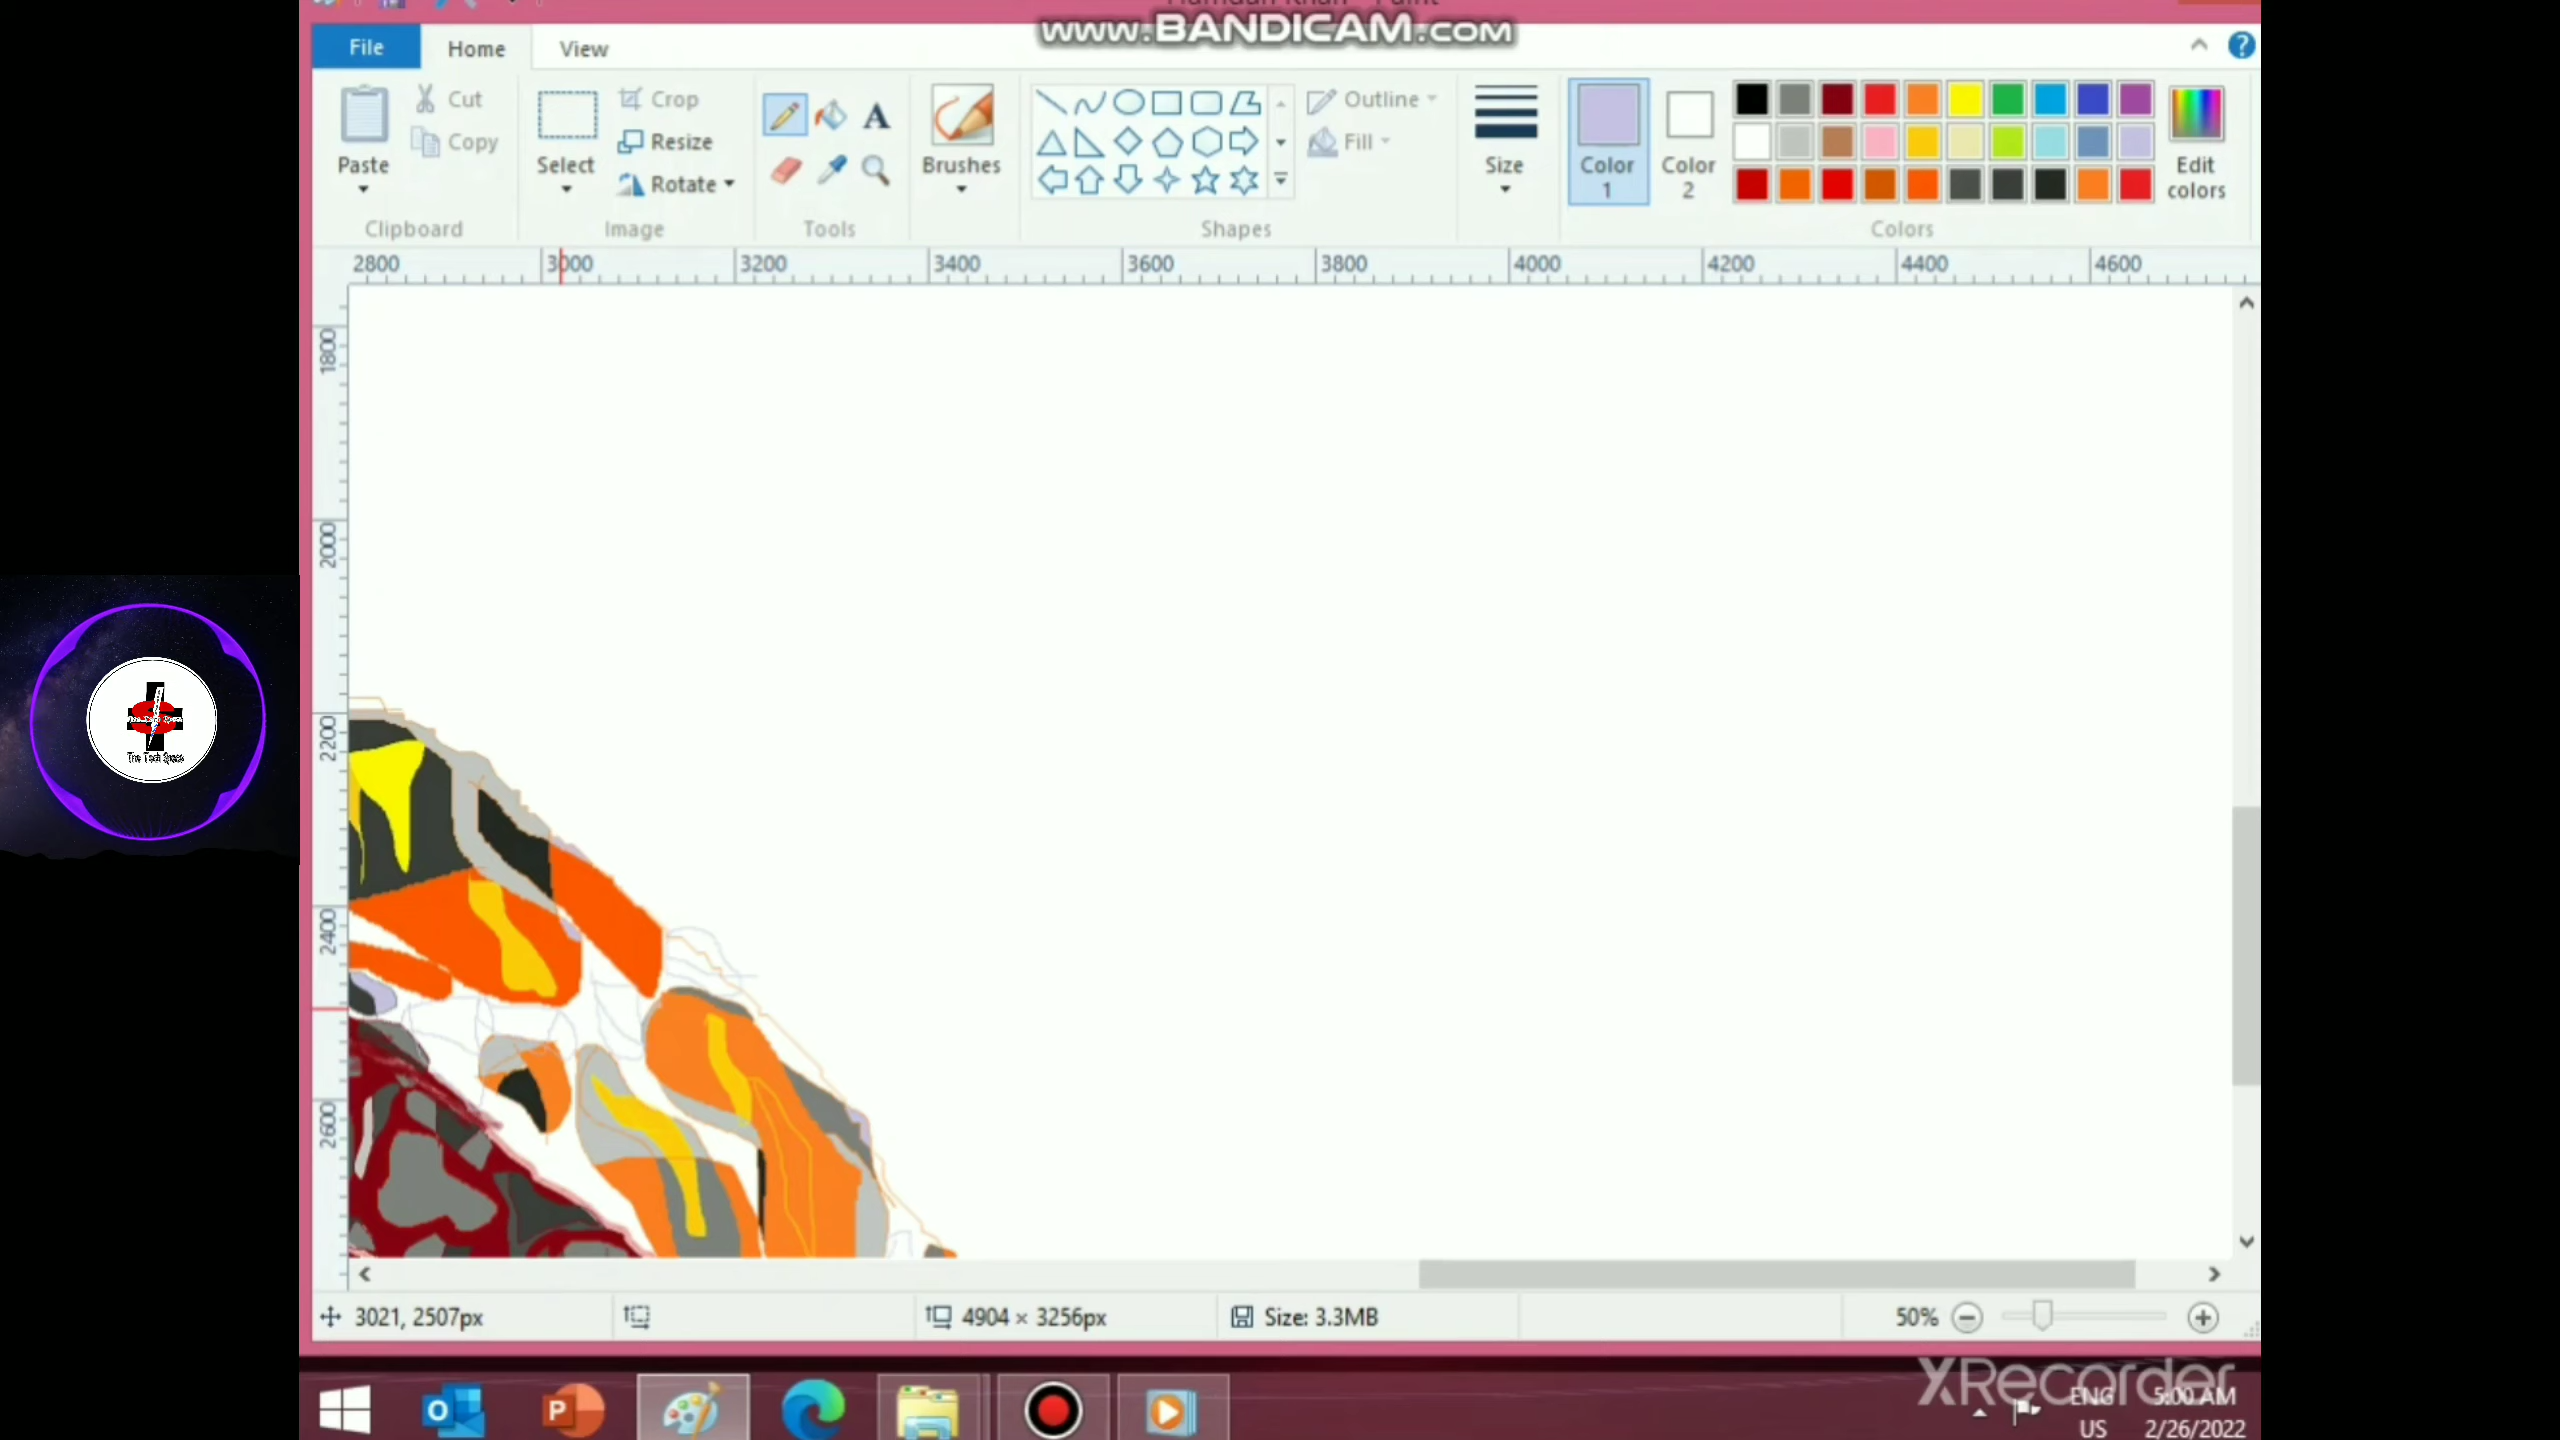 www.BANDICAM.com
File Home View
Paste
Cut
Copy
Clipboard
Select
Crop
Resize
Rotate
Image
A
Tools
Brushes
Shapes
Outline
Fill
Size
Color 1
Color 2
Edit colors
Colors
2800 3000 3200 3400 3600 3800 4000 4200 4400 4600
1800
2000
2200
2400
2600
The Tech Space
3021, 2507px
4904 × 3256px
Size: 3.3MB
50%
XRecorder
ENG 5:00 AM
US 2/26/2022